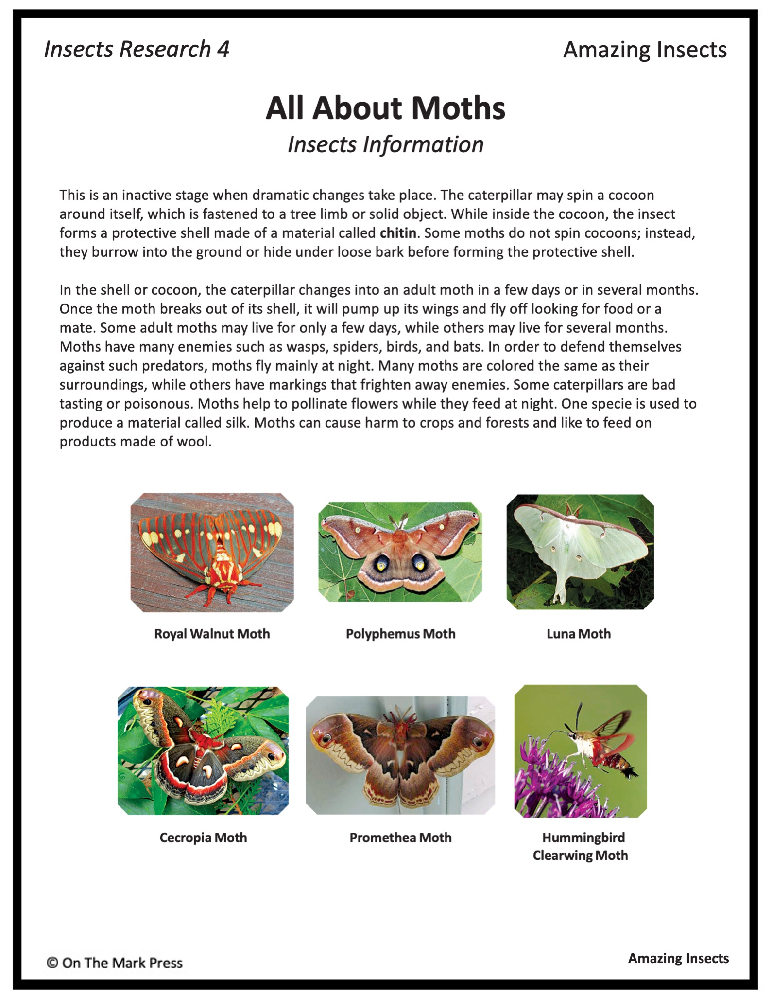 Insects Research 4
Amazing Insects
All About Moths
Insects Information
This is an inactive stage when dramatic changes take place. The caterpillar may spin a cocoon
around itself, which is fastened to a tree limb or solid object. While inside the cocoon, the insect
forms a protective shell made of a material called chitin. Some moths do not spin cocoons; instead,
they burrow into the ground or hide under loose bark before forming the protective shell.
In the shell or cocoon, the caterpillar changes into an adult moth in a few days or in several months.
Once the moth breaks out of its shell, it will pump up its wings and fly off looking for food or a
mate. Some adult moths may live for only a few days, while others may live for several months.
Moths have many enemies such as wasps, spiders, birds, and bats. In order to defend themselves
against such predators, moths fly mainly at night. Many moths are colored the same as their
surroundings, while others have markings that frighten away enemies. Some caterpillars are bad
tasting or poisonous. Moths help to pollinate flowers while they feed at night. One specie is used to
produce a material called silk. Moths can cause harm to crops and forests and like to feed on
products made of wool.
Royal Walnut Moth
Polyphemus Moth
Luna Moth
Cecropia Moth
Promethea Moth
Hummingbird
Clearwing Moth
© On The Mark Press
Amazing Insects